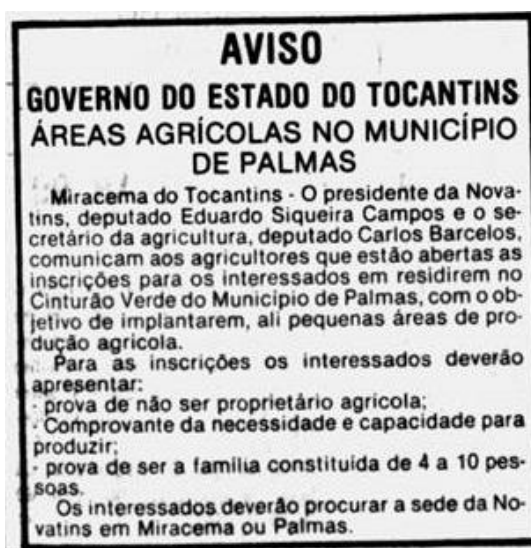 AVISO
GOVERNO DO ESTADO DO TOCANTINS
ÁREAS AGRÍCOLAS NO MUNICÍPIO
DE PALMAS
Miracema do Tocantins - O presidente da Nova-
tins, deputado Eduardo Siqueira Campos e o se-
cretário da agricultura, deputado Carlos Barcelos,
comunicam aos agricultores que estão abertas as
inscrições para os interessados em residirem no
Cinturão Verde do Municipio de Palmas, com o ob-
jetivo de implantarem, ali pequenas áreas de pro-
dução agricola.
Para as inscrições os interessados deverão
apresentar:
- prova de não ser proprietário agricola;
- Comprovante da necessidade e capacidade para
produzir;
- prova de ser a família constituída de 4 a 10 pes-
soas.
Os interessados deverão procurar a sede da No-
vatins em Miracema ou Palmas.